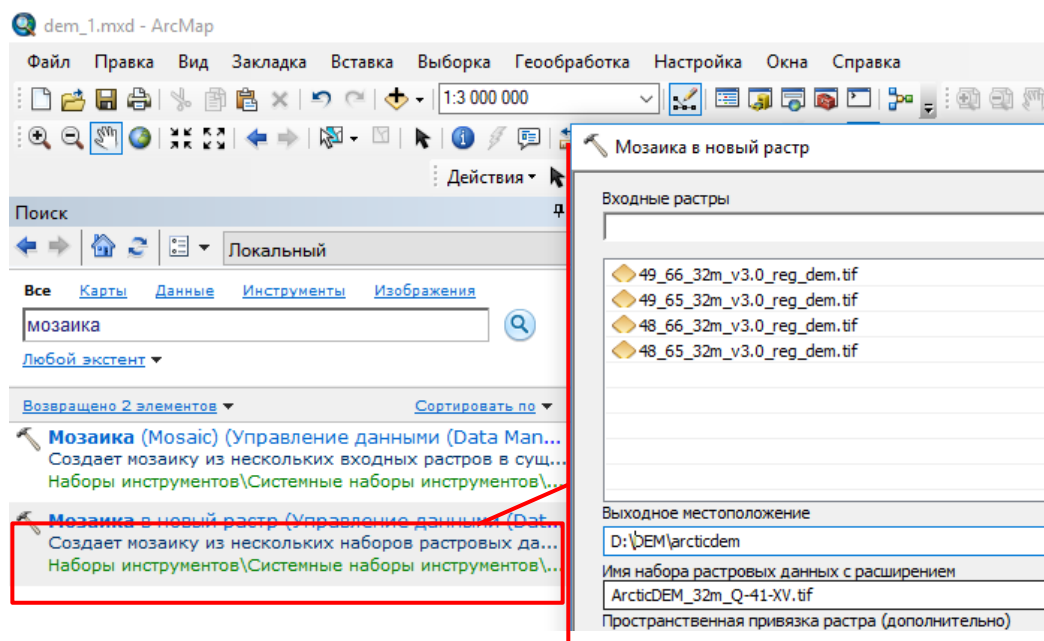 dem_1.mxd - ArcMap
Файл Правка Вид Закладка Вставка Выборка Геообработка Настройка Окна Справка
1:3 000 000
Действия
Поиск
Локальный
Все Карты Данные Инструменты Изображения
мозаика
Любой экстент
Возвращено 2 элементов Сортировать по
Мозаика (Mosaic) (Управление данными (Data Man...
Создает мозаику из нескольких входных растров в сущ...
Наборы инструментов\Системные наборы инструментов\...
Мозаика в новый растр (Управление данными (Dat...
Создает мозаику из нескольких наборов растровых да...
Наборы инструментов\Системные наборы инструментов\...
Мозаика в новый растр
Входные растры
49_66_32m_v3.0_reg_dem.tif
49_65_32m_v3.0_reg_dem.tif
48_66_32m_v3.0_reg_dem.tif
48_65_32m_v3.0_reg_dem.tif
Выходное местоположение
D:\DEM\arcticdem
Имя набора растровых данных с расширением
ArcticDEM_32m_Q-41-XV.tif
Пространственная привязка растра (дополнительно)